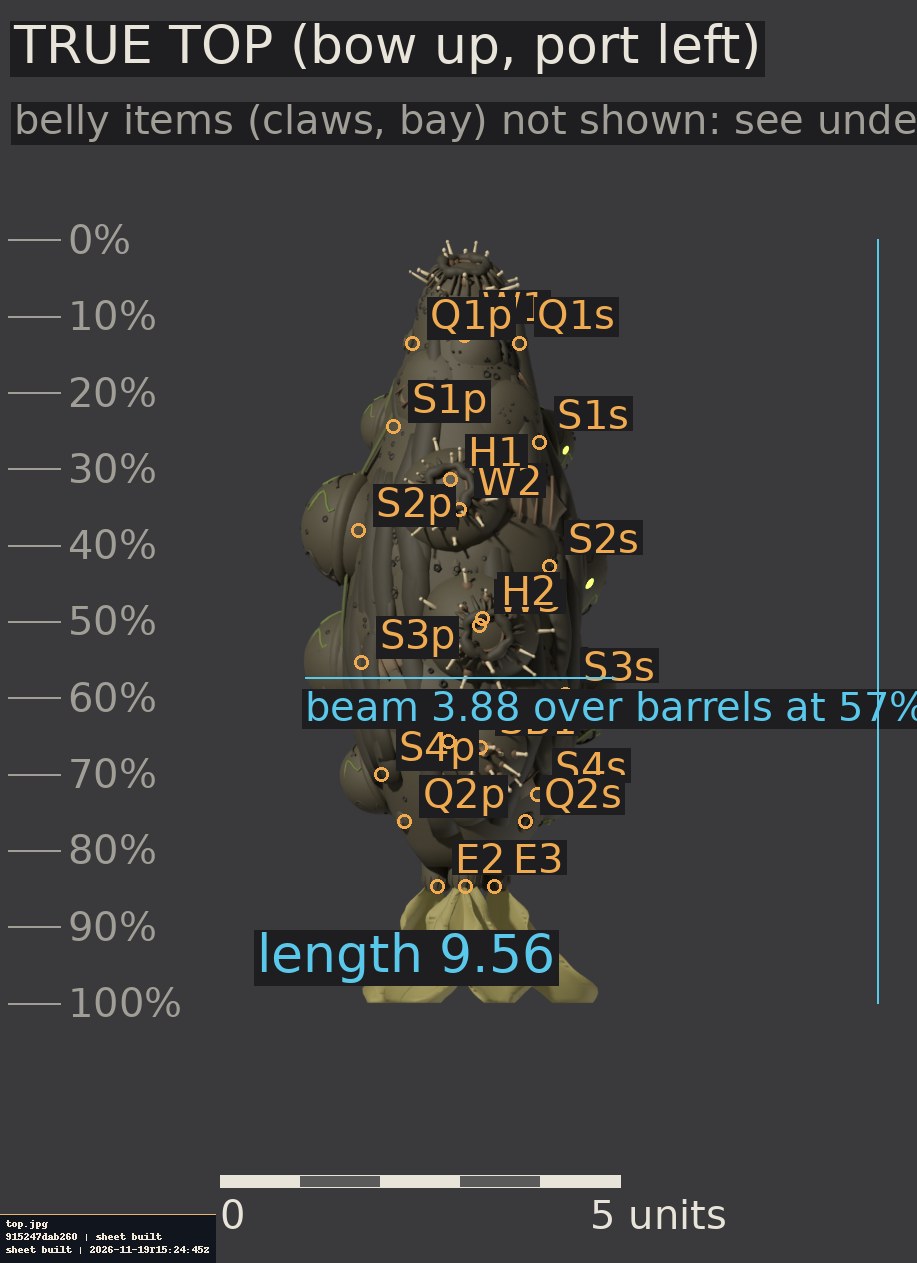 TRUE TOP (bow up, port left)
belly items (claws, bay) not shown: see unde
0%
10%
Q1p
Q1s
20%
S1p
S1s
30%
H1
W2
S2p
40%
S2s
H2
50%
S3p
S3s
60%
beam 3.88 over barrels at 57%
70%
S4p
S4s
Q2p
Q2s
80%
E2
E3
90%
length 9.56
100%
0
5 units
top.jpg
915247dab260 | sheet built
sheet built | 2026-11-19T15:24:45Z